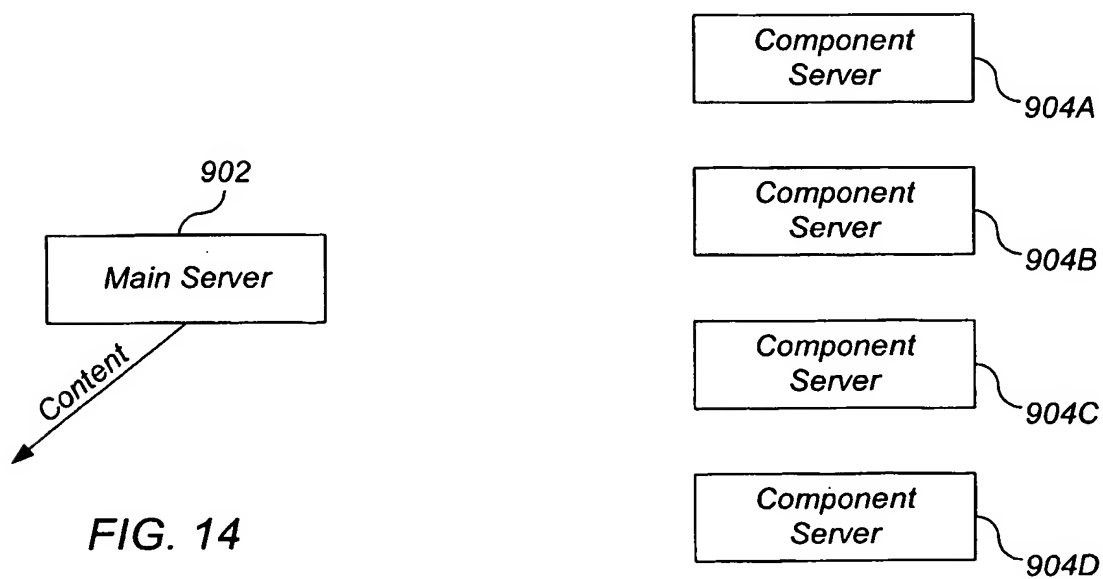 902
Main Server
Content
FIG. 14
Component
Server
904A
Component
Server
904B
Component
Server
904C
Component
Server
904D